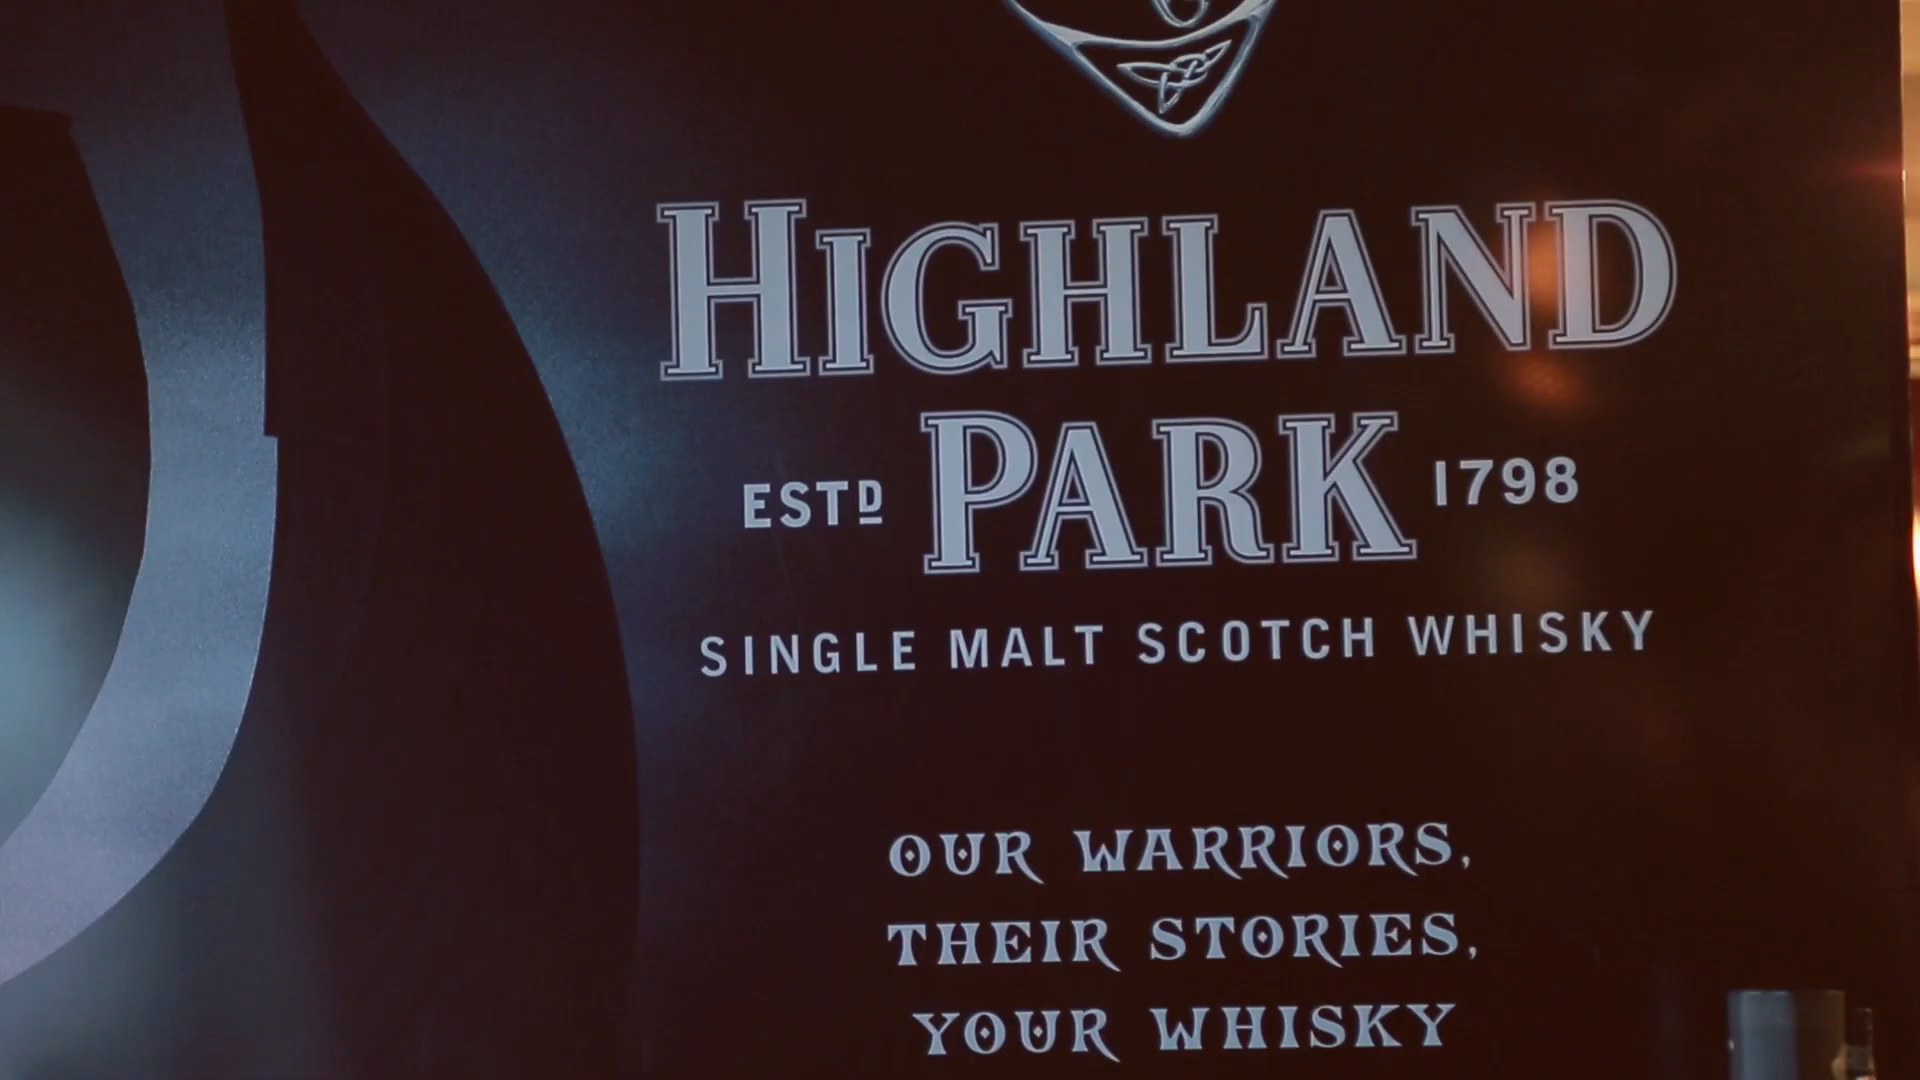 HIGHLAND
ESTD PARK 1798
SINGLE MALT SCOTCH WHISKY
OUR WARRIORS,
THEIR STORIES,
YOUR WHISKY